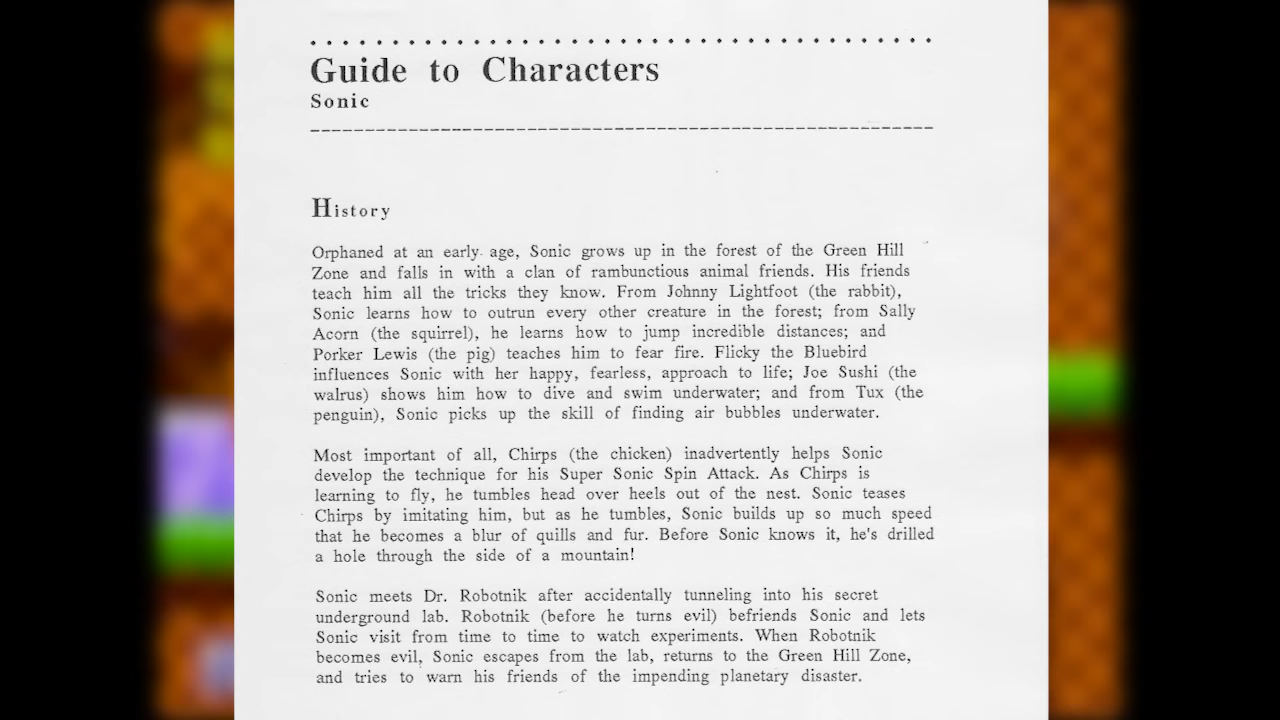 Guide to Characters
Sonic
History
Orphaned at an early age, Sonic grows up in the forest of the Green Hill
Zone and falls in with a clan of rambunctious animal friends. His friends
teach him all the tricks they know. From Johnny Lightfoot (the rabbit),
Sonic learns how to outrun every other creature in the forest; from Sally
Acorn (the squirrel), he learns how to jump incredible distances; and
Porker Lewis (the pig) teaches him to fear fire. Flicky the Bluebird
influences Sonic with her happy, fearless, approach to life; Joe Sushi (the
walrus) shows him how to dive and swim underwater; and from Tux (the
penguin), Sonic picks up the skill of finding air bubbles underwater.
Most important of all, Chirps (the chicken) inadvertently helps Sonic
develop the technique for his Super Sonic Spin Attack. As Chirps is
learning to fly, he tumbles head over heels out of the nest. Sonic teases
Chirps by imitating him, but as he tumbles, Sonic builds up so much speed
that he becomes a blur of quills and fur. Before Sonic knows it, he's drilled
a hole through the side of a mountain!
Sonic meets Dr. Robotnik after accidentally tunneling into his secret
underground lab. Robotnik (before he turns evil) befriends Sonic and lets
Sonic visit from time to time to watch experiments. When Robotnik
becomes evil, Sonic escapes from the lab, returns to the Green Hill Zone,
and tries to warn his friends of the impending planetary disaster.